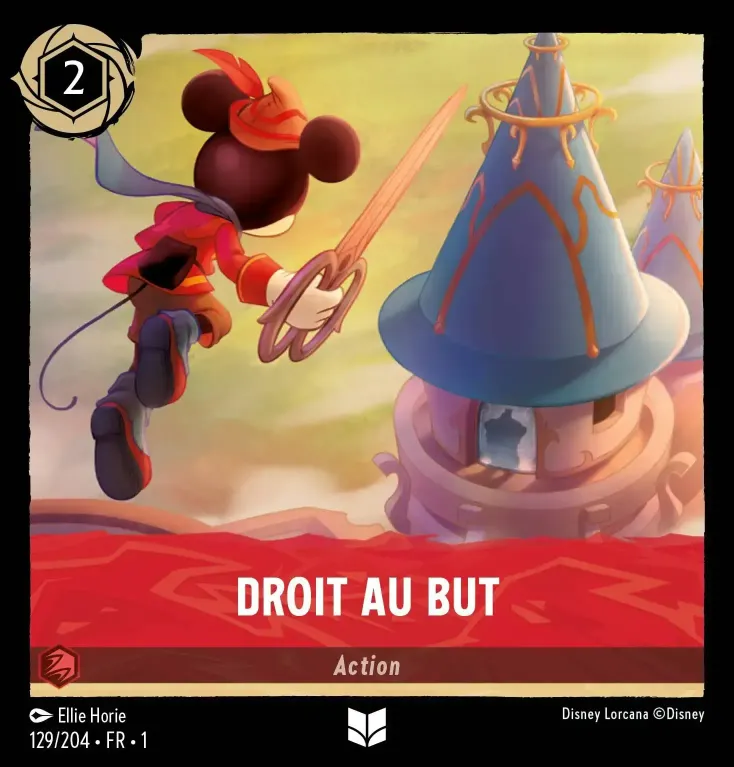 2
DROIT AU BUT
Action
Ellie Horie
Disney Lorcana ©Disney
129/204 • FR • 1